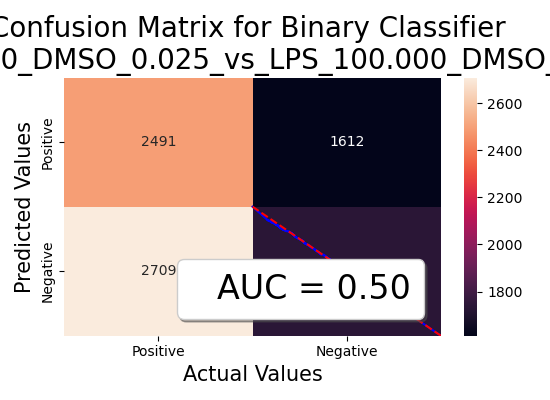 Confusion Matrix for Binary Classifier
0_DMSO_0.025_vs_LPS_100.000_DMSO_
Predicted Values
Positive
Negative
2491
1612
2709
AUC = 0.50
Positive
Negative
Actual Values
2600
2400
2200
2000
1800